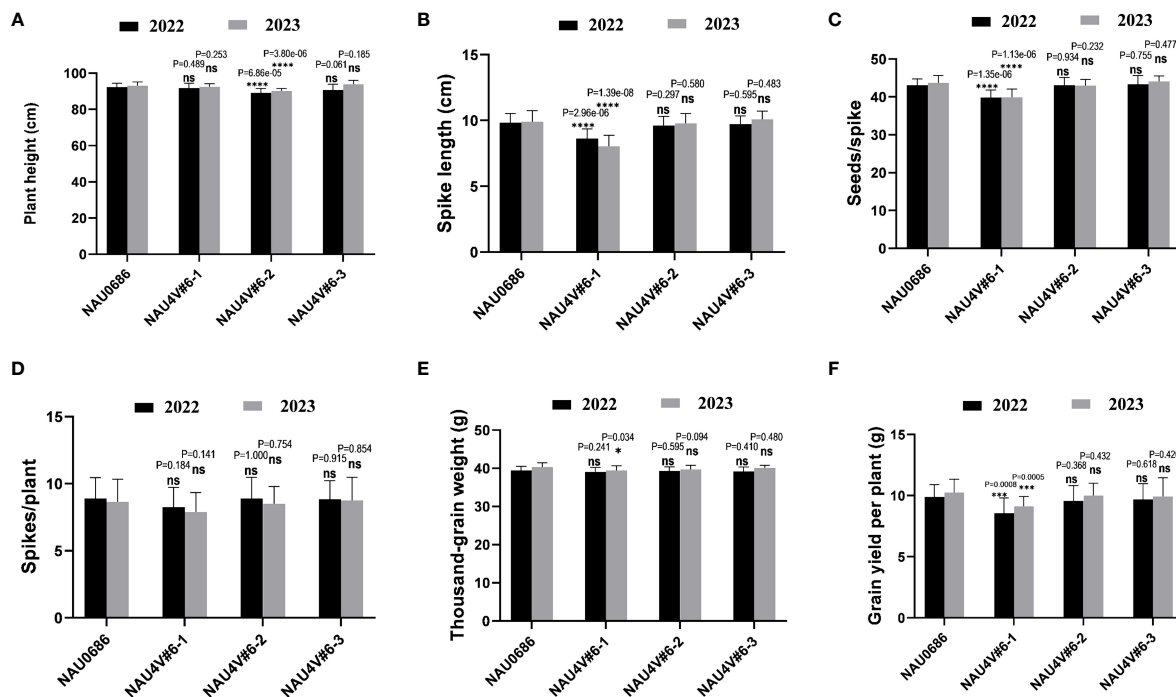 A
2022 2023
P=0.253
P=0.489 ns
ns
P=3.80e-06
P=6.86e-05 ****
****
P=0.185
P=0.061 ns
ns
Plant height (cm)
100
80
60
40
20
0
NAU0686
NAU4V#6-1
NAU4V#6-2
NAU4V#6-3
B
2022 2023
P=1.39e-08
****
P=2.96e-06
****
P=0.580
P=0.297 ns
ns
P=0.483
P=0.595 ns
ns
Spike length (cm)
15
10
5
0
NAU0686
NAU4V#6-1
NAU4V#6-2
NAU4V#6-3
C
2022 2023
P=1.13e-06
****
P=1.35e-06
****
P=0.232
P=0.934 ns
ns
P=0.477
P=0.755 ns
ns
Seeds/spike
50
40
30
20
10
0
NAU0686
NAU4V#6-1
NAU4V#6-2
NAU4V#6-3
D
2022 2023
P=0.141
P=0.184 ns
ns
P=0.754
P=1.000 ns
ns
P=0.854
P=0.915 ns
ns
Spikes/plant
15
10
5
0
NAU0686
NAU4V#6-1
NAU4V#6-2
NAU4V#6-3
E
2022 2023
P=0.034
P=0.241 *
ns
P=0.094
P=0.595 ns
ns
P=0.480
P=0.410 ns
ns
Thousand-grain weight (g)
50
40
30
20
10
0
NAU0686
NAU4V#6-1
NAU4V#6-2
NAU4V#6-3
F
2022 2023
P=0.0005
P=0.0008 ***
***
P=0.432
P=0.368 ns
ns
P=0.618 ns
ns
Grain yield per plant (g)
15
10
5
0
NAU0686
NAU4V#6-1
NAU4V#6-2
NAU4V#6-3